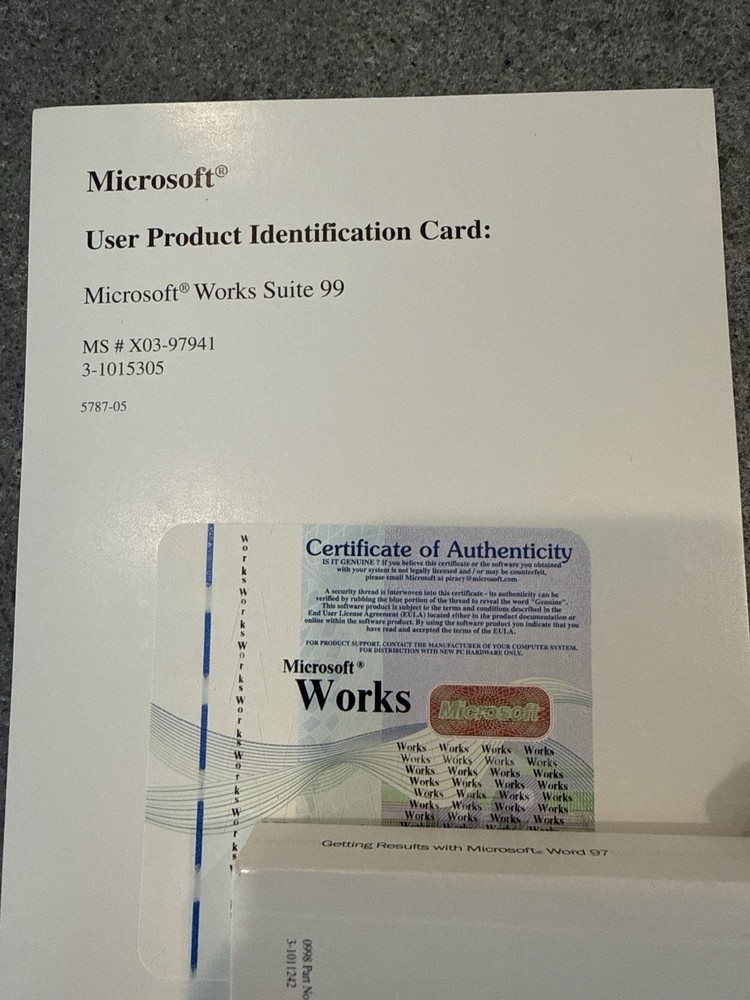 Microsoft®
User Product Identification Card:
Microsoft® Works Suite 99
MS # X03-97941
3-1015305
5787-05
WorksWorksWorksWorksWorksWorks
Certificate of Authenticity
IS IT GENUINE ? If you believe this certificate or the software you obtained
with your system is not legally licensed and / or may be counterfeit,
please email Microsoft at piracy@microsoft.com
A security thread is interwoven into this certificate - its authenticity can be
verified by rubbing the blue portion of the thread to reveal the word "Genuine".
This software product is subject to the terms and conditions described in the
End User License Agreement (EULA) located either in the product documentation or
online within the software product. By using the software product you indicate that you
have read and accepted the terms of the EULA.
FOR PRODUCT SUPPORT, CONTACT THE MANUFACTURER OF YOUR COMPUTER SYSTEM.
FOR DISTRIBUTION WITH NEW PC HARDWARE ONLY.
Microsoft®
Works
Microsoft
Works Works Works Works
Works Works Works Works
Works Works Works Works
Works Works Works Works
Works Works Works Works
Works Works Works Works
Works Works Works Works
Getting Results with Microsoft® Word 97
0998 Part No
3-1011242